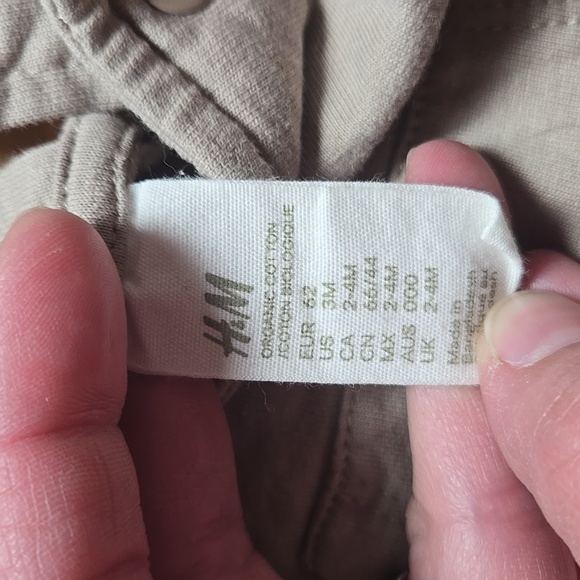 H&M
ORGANIC COTTON
/COTON BIOLOGIQUE
EUR 62
US 3M
CA 2-4M
CN 66/44
MX 2-4M
AUS 000
UK 2-4M
Made in
Bangladesh